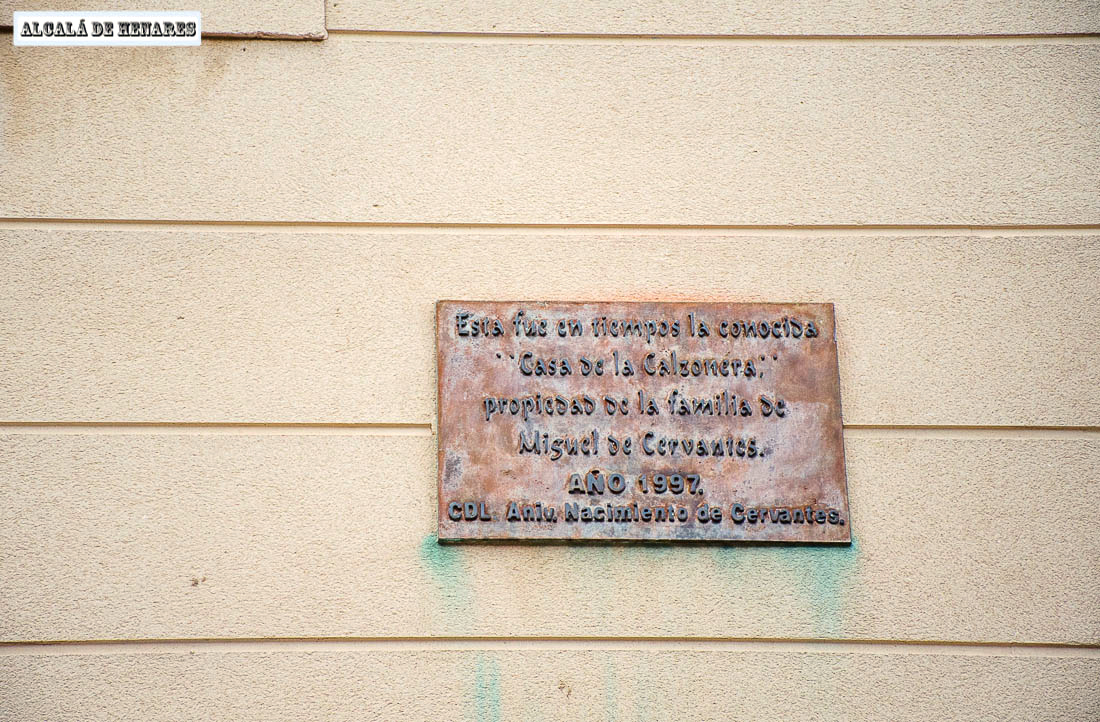 ALCALÁ DE HENARES
Esta fue en tiempos la conocida
"Casa de la Calzonera,"
propiedad de la familia de
Miguel de Cervantes.
AÑO 1997.
CDL Aniv. Nacimiento de Cervantes.